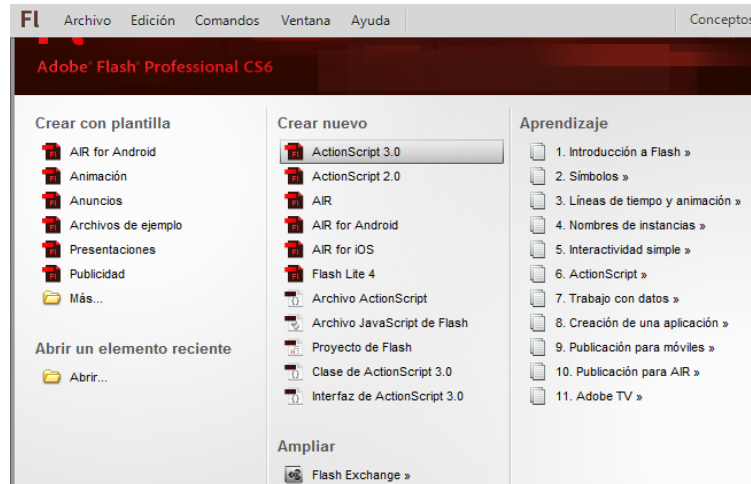 Fl Archivo Edición Comandos Ventana Ayuda Conceptos
Adobe® Flash® Professional CS6
Crear con plantilla
AIR for Android
Animación
Anuncios
Archivos de ejemplo
Presentaciones
Publicidad
Más...
Abrir un elemento reciente
Abrir...
Crear nuevo
ActionScript 3.0
ActionScript 2.0
AIR
AIR for Android
AIR for iOS
Flash Lite 4
Archivo ActionScript
Archivo JavaScript de Flash
Proyecto de Flash
Clase de ActionScript 3.0
Interfaz de ActionScript 3.0
Ampliar
Flash Exchange »
Aprendizaje
1. Introducción a Flash »
2. Símbolos »
3. Líneas de tiempo y animación »
4. Nombres de instancias »
5. Interactividad simple »
6. ActionScript »
7. Trabajo con datos »
8. Creación de una aplicación »
9. Publicación para móviles »
10. Publicación para AIR »
11. Adobe TV »